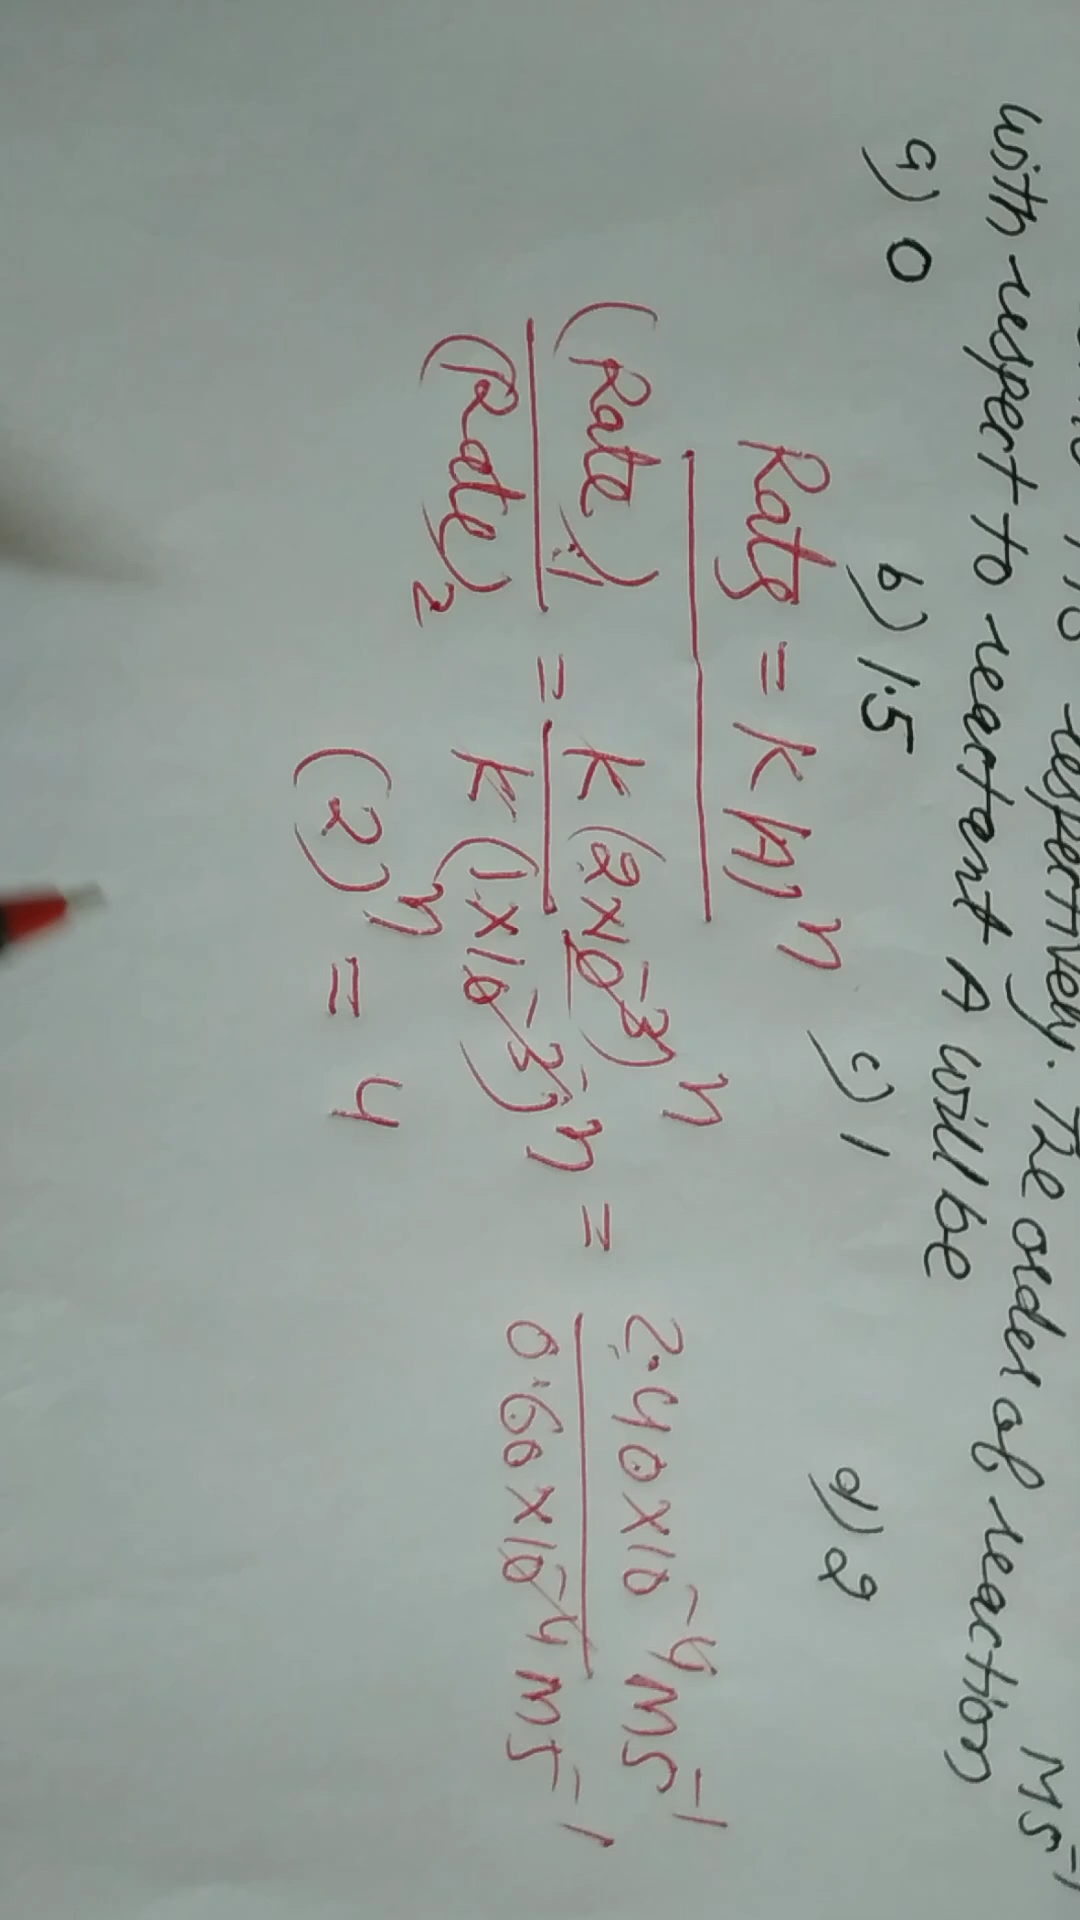 respectively. The order of reaction
MS⁻¹
with respect to reactant A will be
a) 0 b) 1.5 c) 1 d) 2
Rate = K [A]ⁿ
(Rate)₁ / (Rate)₂ = K (2×10⁻³)ⁿ / K (1×10⁻³)ⁿ = 2.40×10⁻⁴ MS⁻¹ / 0.60×10⁻⁴ MS⁻¹
(2)ⁿ = 4